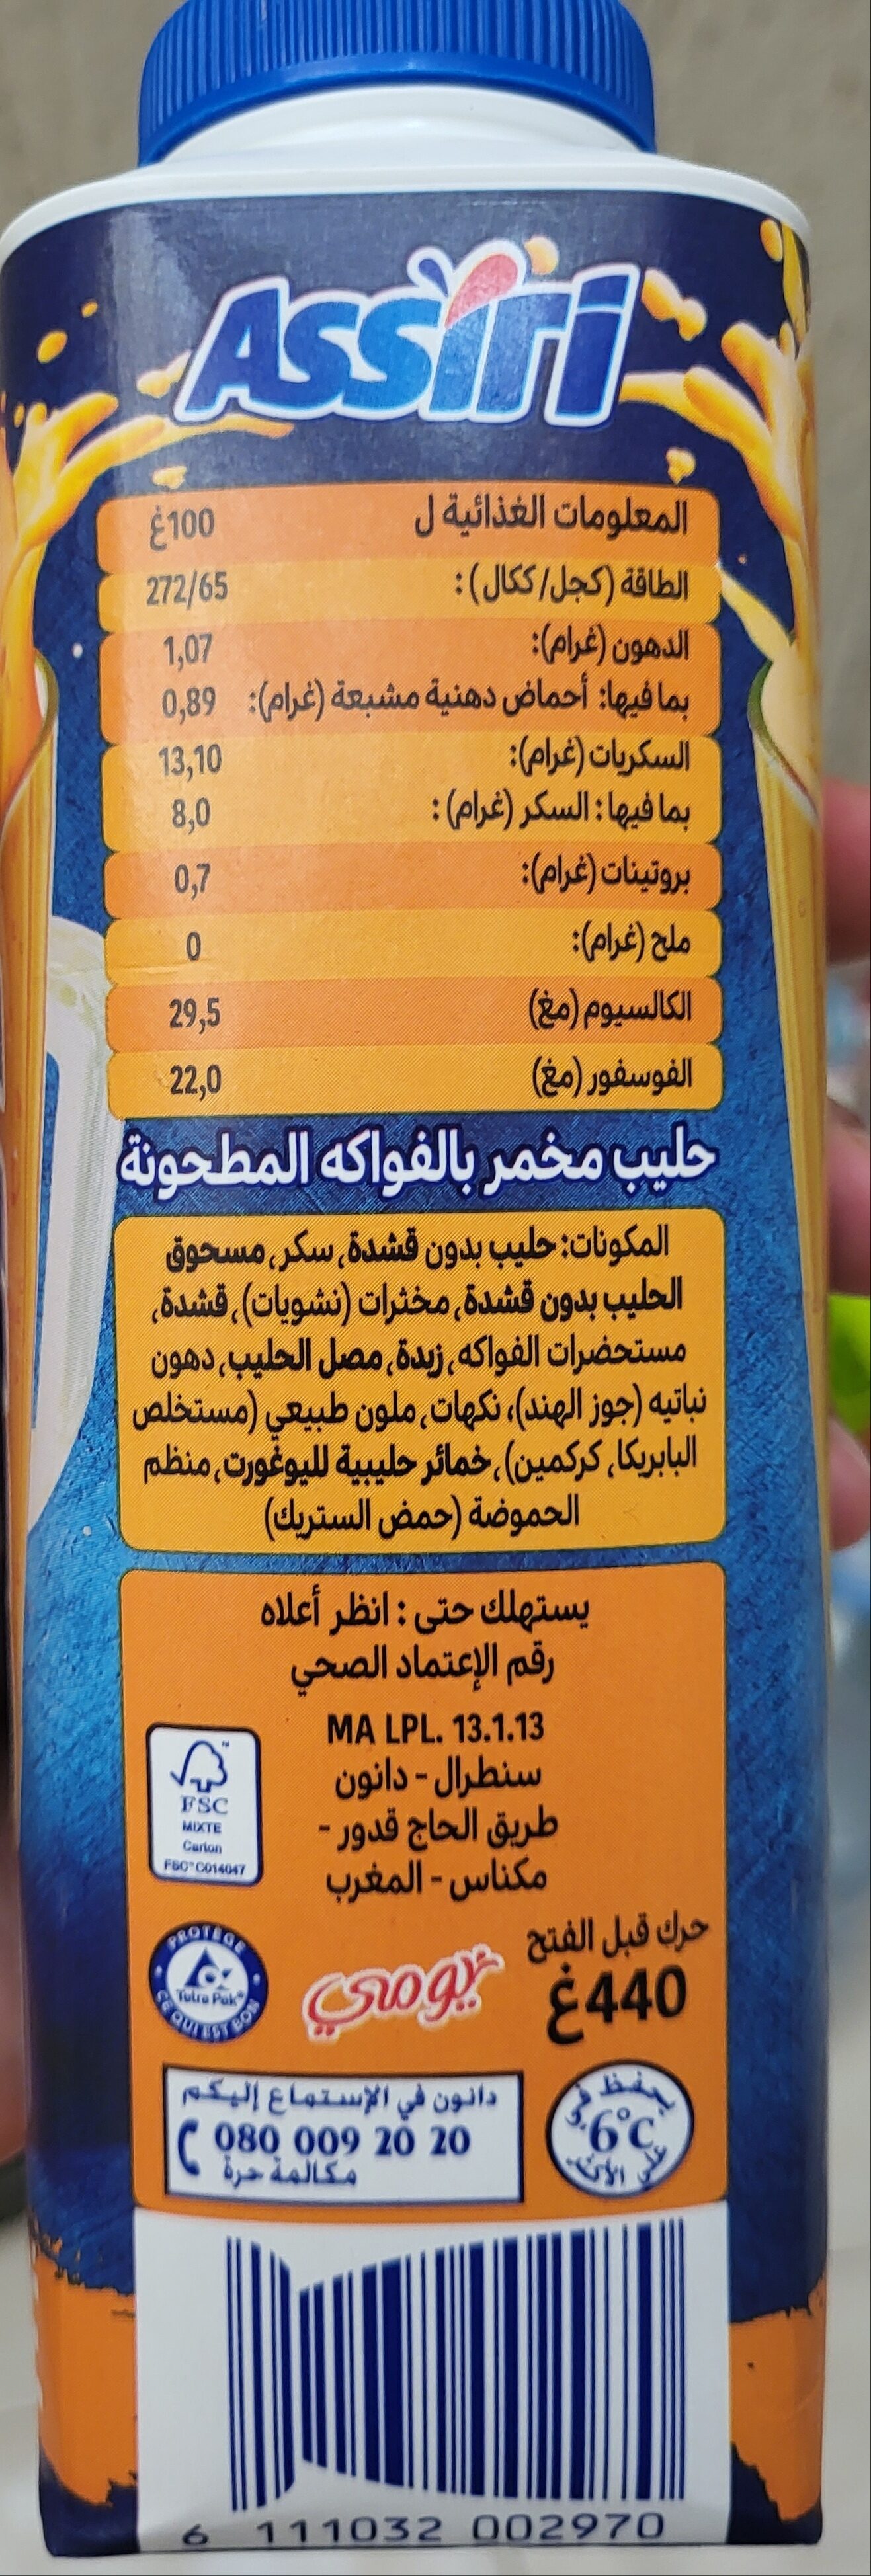 Assiri
المعلومات الغذائية ل 100غ
الطاقة (كجل/ككال): 272/65
الدهون (غرام): 1,07
بما فيها: أحماض دهنية مشبعة (غرام): 0,89
السكريات (غرام): 13,10
بما فيها: السكر (غرام): 8,0
بروتينات (غرام): 0,7
ملح (غرام): 0
الكالسيوم (مغ) 29,5
الفوسفور (مغ) 22,0
حليب مخمر بالفواكه المطحونة
المكونات: حليب بدون قشدة، سكر، مسحوق
الحليب بدون قشدة، مخثرات (نشويات)، قشدة،
مستحضرات الفواكه، زبدة، مصل الحليب، دهون
نباتيه (جوز الهند)، نكهات، ملون طبيعي (مستخلص
البابريكا، كركمين)، خمائر حليبية لليوغورت، منظم
الحموضة (حمض الستريك)
يستهلك حتى : انظر أعلاه
رقم الإعتماد الصحي
MA LPL. 13.1.13
سنطرال - دانون
طريق الحاج قدور -
مكناس - المغرب
FSC™
MIXTE
Carton
FSC® C014047
حرك قبل الفتح
440غ
يومي
PROTÈGE
Tetra Pak®
CE QUI EST BON
يحفظ في
6°C
على الأكثر
دانون في الإستماع إليكم
080 009 20 20
مكالمة حرة
6 111032 002970